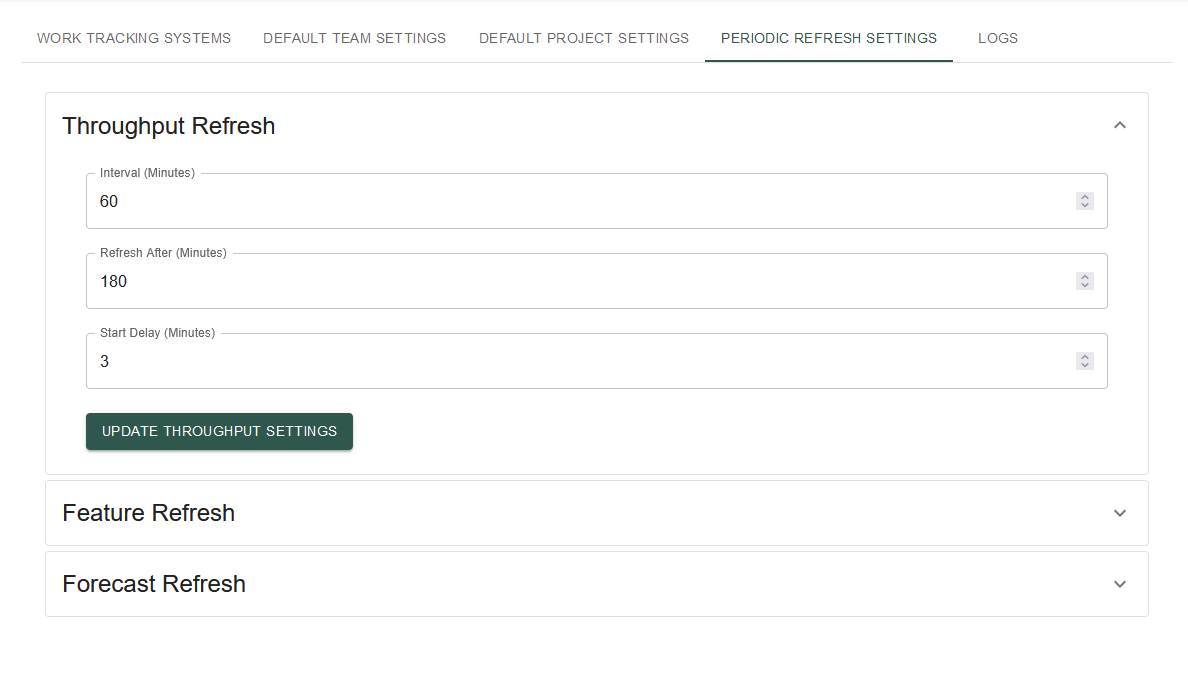 WORK TRACKING SYSTEMS DEFAULT TEAM SETTINGS DEFAULT PROJECT SETTINGS PERIODIC REFRESH SETTINGS LOGS
Throughput Refresh
Interval (Minutes)
60
Refresh After (Minutes)
180
Start Delay (Minutes)
3
UPDATE THROUGHPUT SETTINGS
Feature Refresh
Forecast Refresh